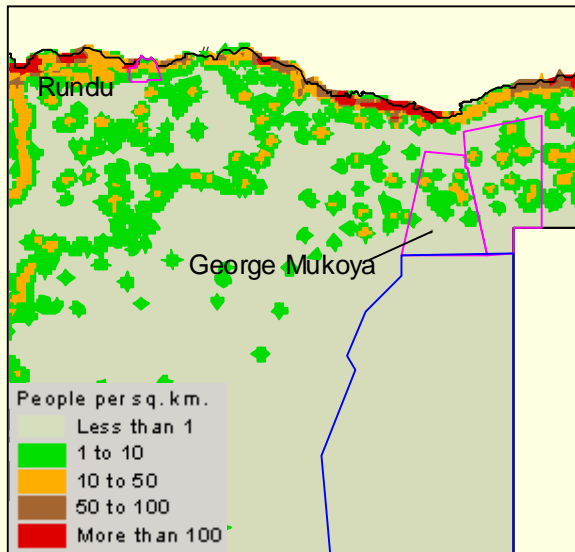 Rundu
George Mukoya
People per sq. km.
Less than 1
1 to 10
10 to 50
50 to 100
More than 100